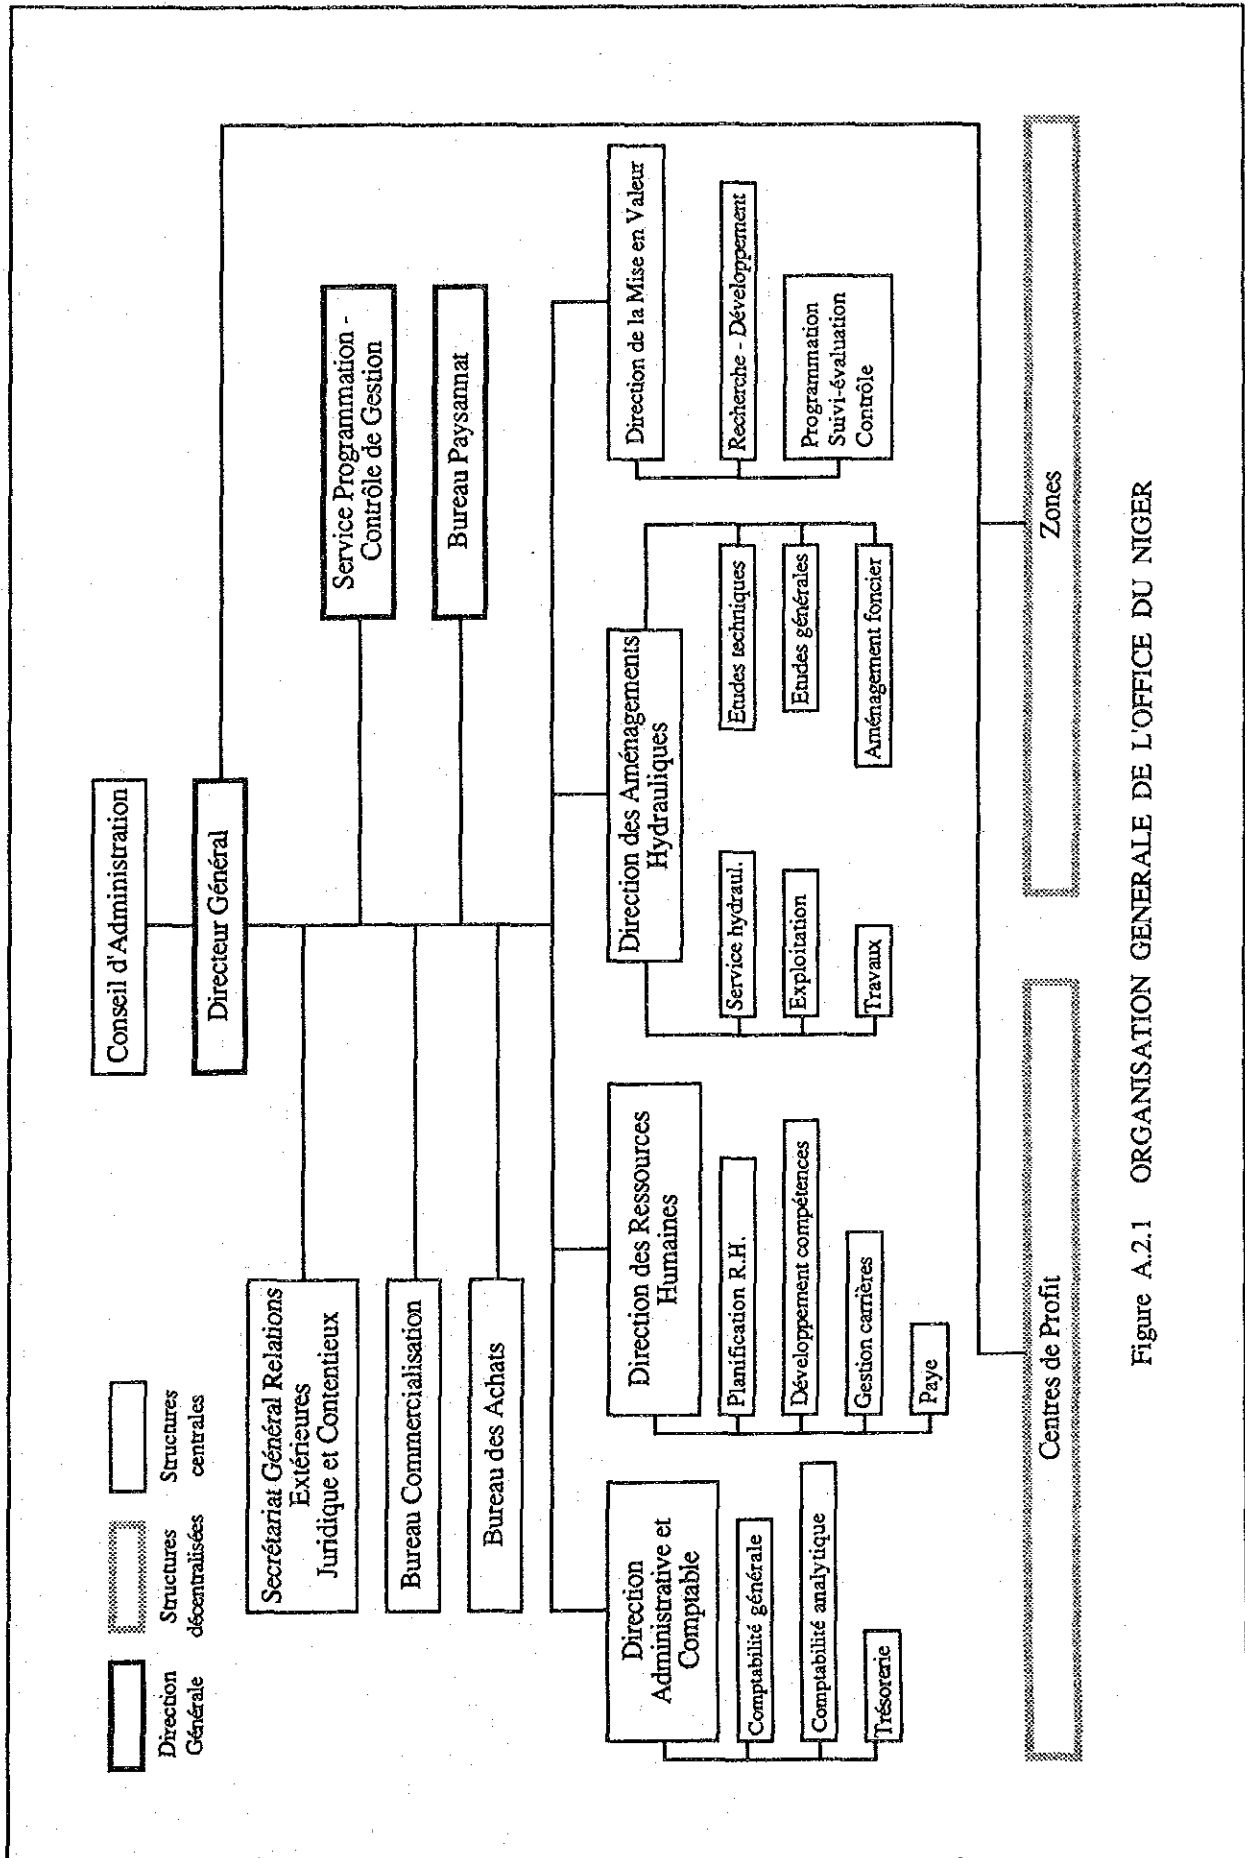 Direction
Générale
Structures
décentralisées
Structures
centrales
Conseil d'Administration
Directeur Général
Secrétariat Général Relations
Extérieures
Juridique et Contentieux
Service Programmation -
Contrôle de Gestion
Bureau Commercialisation
Bureau Paysannat
Bureau des Achats
Direction
Administrative et
Comptable
Comptabilité générale
Comptabilité analytique
Trésorerie
Direction des Ressources
Humaines
Planification R.H.
Développement compétences
Gestion carrières
Paye
Direction des Aménagements
Hydrauliques
Service hydraul.
Exploitation
Travaux
Etudes techniques
Etudes générales
Aménagement foncier
Direction de la Mise en Valeur
Recherche - Développement
Programmation
Suivi-évaluation
Contrôle
Centres de Profit
Zones
Figure A.2.1 ORGANISATION GENERALE DE L'OFFICE DU NIGER